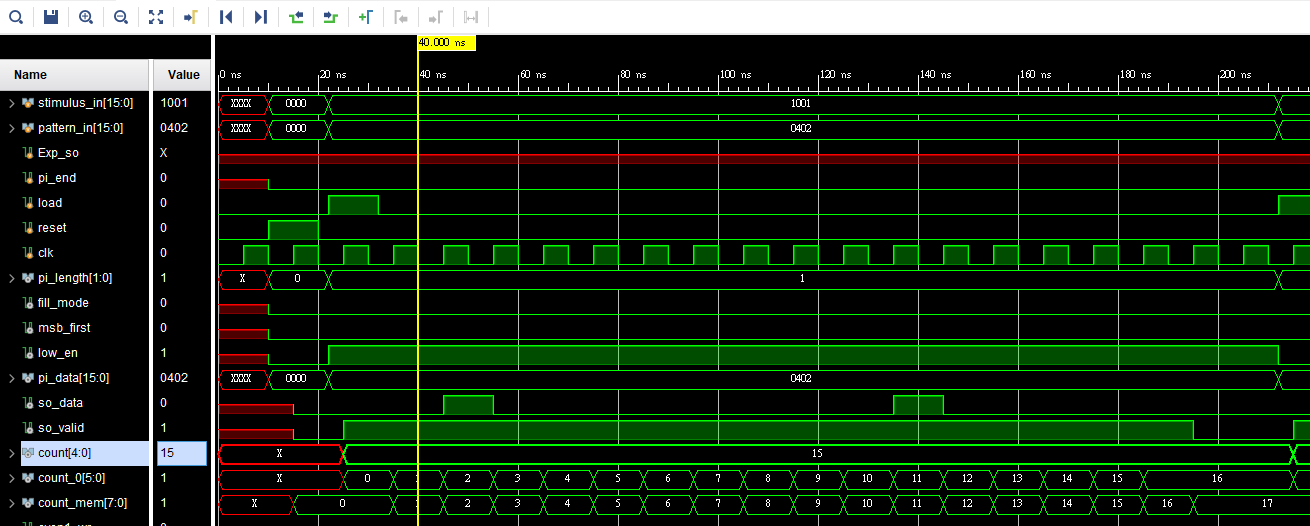 40.000 ns
Name Value 0 ns 20 ns 40 ns 60 ns 80 ns 100 ns 120 ns 140 ns 160 ns 180 ns 200 ns
stimulus_in[15:0] 1001 XXXX 0000 1001
pattern_in[15:0] 0402 XXXX 0000 0402
Exp_so X
pi_end 0
load 0
reset 0
clk 0
pi_length[1:0] 1 X 0 1
fill_mode 0
msb_first 0
low_en 1
pi_data[15:0] 0402 XXXX 0000 0402
so_data 0
so_valid 1
count[4:0] 15 X 15
count_0[5:0] 1 X 0 1 2 3 4 5 6 7 8 9 10 11 12 13 14 15 16
count_mem[7:0] 1 X 0 1 2 3 4 5 6 7 8 9 10 11 12 13 14 15 16 17